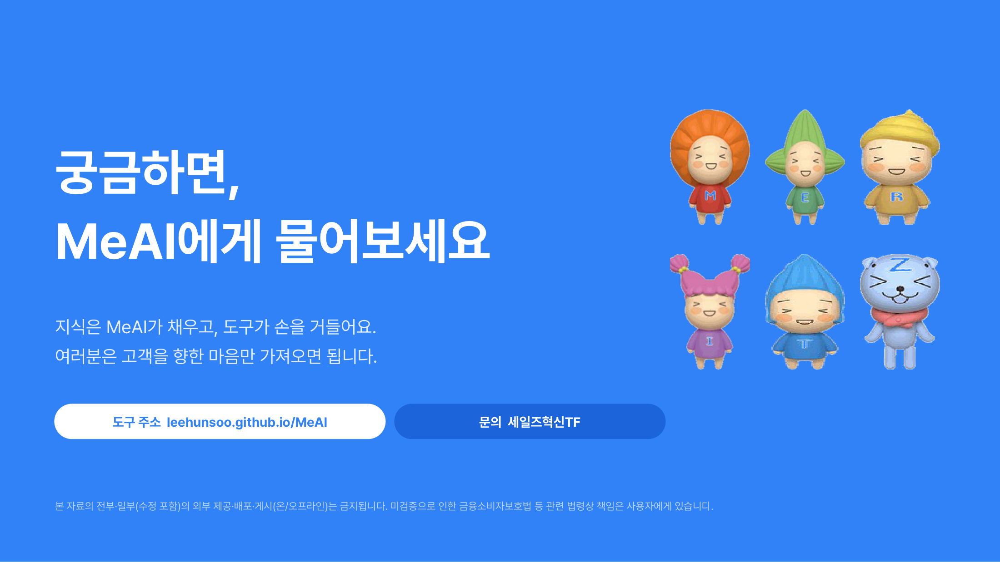 궁금하면,
MeAI에게 물어보세요
지식은 MeAI가 채우고, 도구가 손을 거들어요.
여러분은 고객을 향한 마음만 가져오면 됩니다.
도구 주소 leehunsoo.github.io/MeAI
문의 세일즈혁신TF
본 자료의 전부·일부(수정 포함)의 외부 제공·배포·게시(온/오프라인)는 금지됩니다. 미검증으로 인한 금융소비자보호법 등 관련 법령상 책임은 사용자에게 있습니다.
M
E
R
I
T
Z